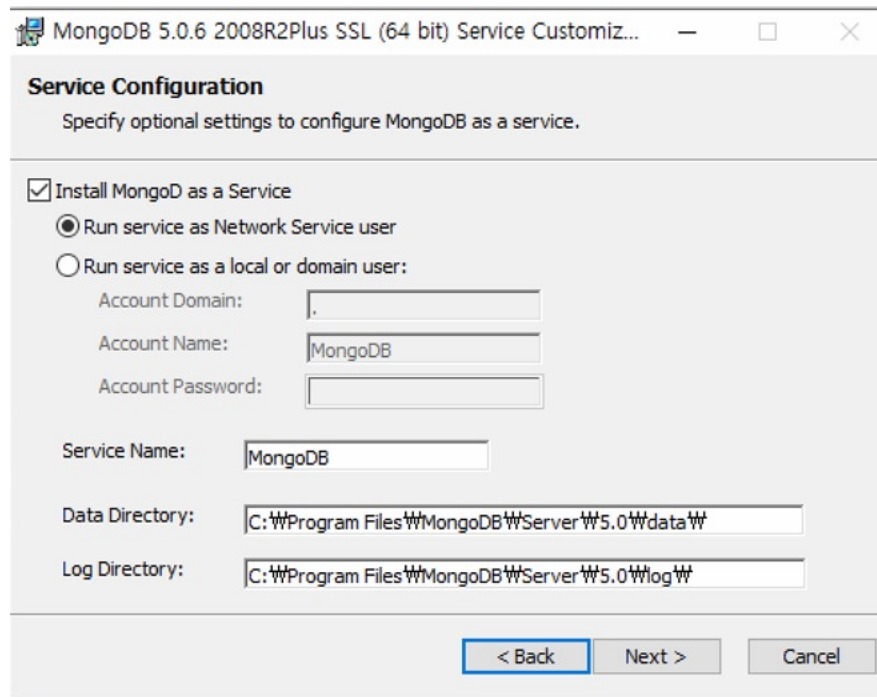 MongoDB 5.0.6 2008R2Plus SSL (64 bit) Service Customiz...
Service Configuration
Specify optional settings to configure MongoDB as a service.
Install MongoD as a Service
Run service as Network Service user
Run service as a local or domain user:
Account Domain: .
Account Name: MongoDB
Account Password:
Service Name: MongoDB
Data Directory: C:₩Program Files₩MongoDB₩Server₩5.0₩data₩
Log Directory: C:₩Program Files₩MongoDB₩Server₩5.0₩log₩
< Back Next > Cancel